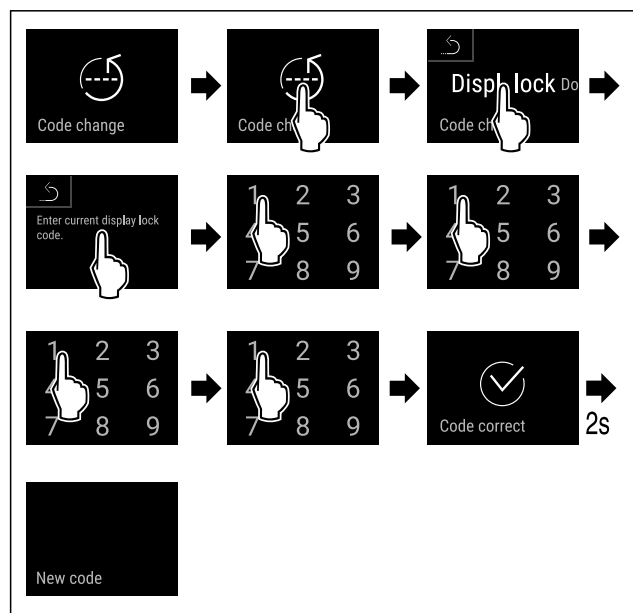 Code change
Code ch
Displ lock Do
Code ch
Enter current display lock
code.
1 2 3
5 6
7 8 9
1 2 3
5 6
7 8 9
1 2 3
5 6
7 8 9
1 2 3
5 6
7 8 9
Code correct
2s
New code